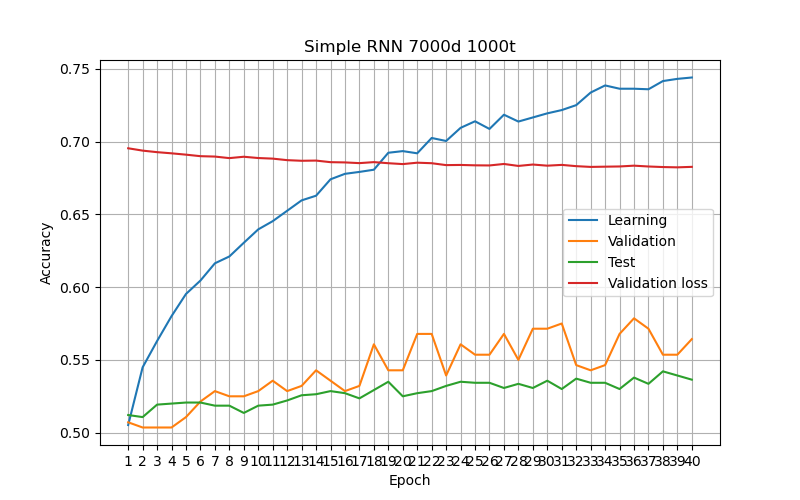 Simple RNN 7000d 1000t
0.75
0.70
0.65
0.60
0.55
0.50
Accuracy
Learning
Validation
Test
Validation loss
1 2 3 4 5 6 7 8 9 10 11 12 13 14 15 16 17 18 19 20 21 22 23 24 25 26 27 28 29 30 31 32 33 34 35 36 37 38 39 40
Epoch